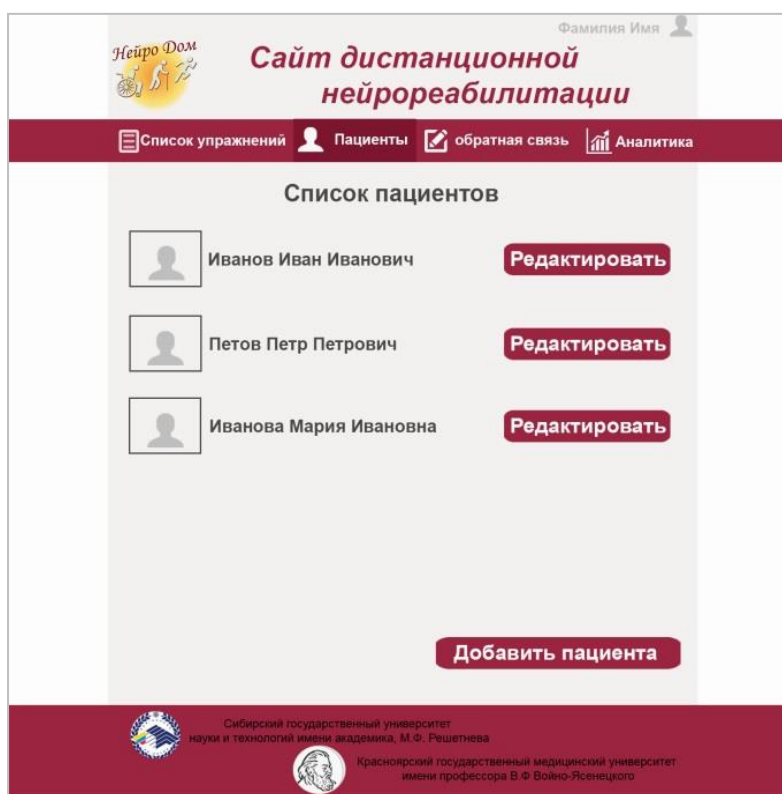 Фамилия Имя
Нейро Дом
Сайт дистанционной
нейрореабилитации
Список упражнений Пациенты обратная связь Аналитика
Список пациентов
Иванов Иван Иванович Редактировать
Петов Петр Петрович Редактировать
Иванова Мария Ивановна Редактировать
Добавить пациента
Сибирский государственный университет
науки и технологий имени академика, М.Ф. Решетнева
Красноярский государственный медицинский университет
имени профессора В.Ф Войно-Ясенецкого